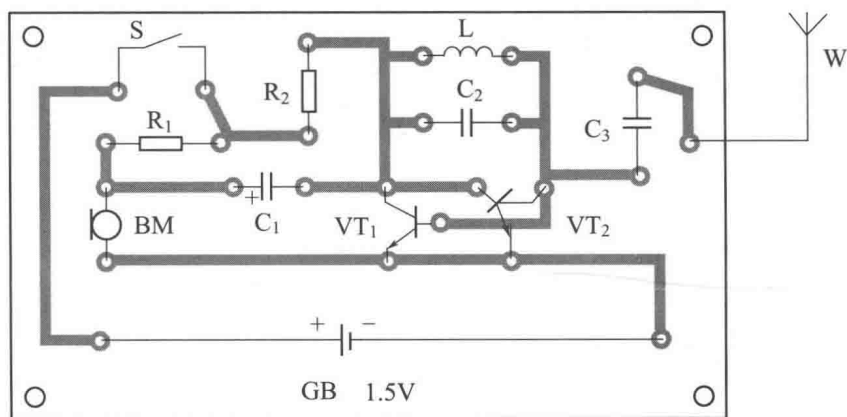 S
L
W
R₂
C₂
R₁
C₃
+
C₁
BM
VT₁
VT₂
+ −
GB 1.5V